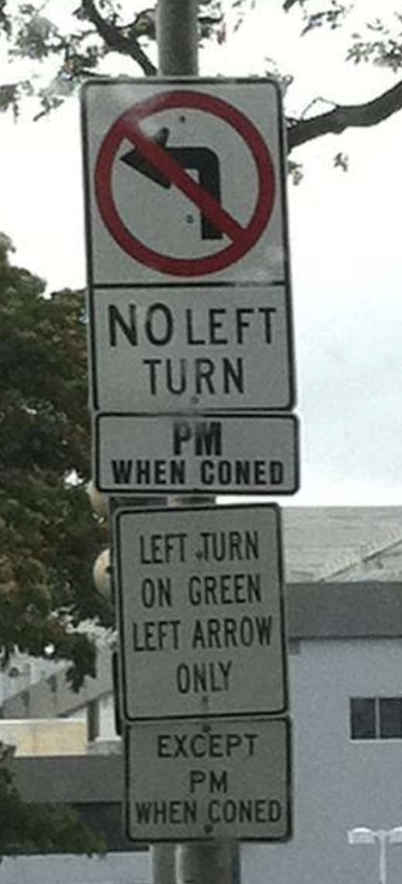 NO LEFT
TURN
PM
WHEN CONED
LEFT TURN
ON GREEN
LEFT ARROW
ONLY
EXCEPT
PM
WHEN CONED